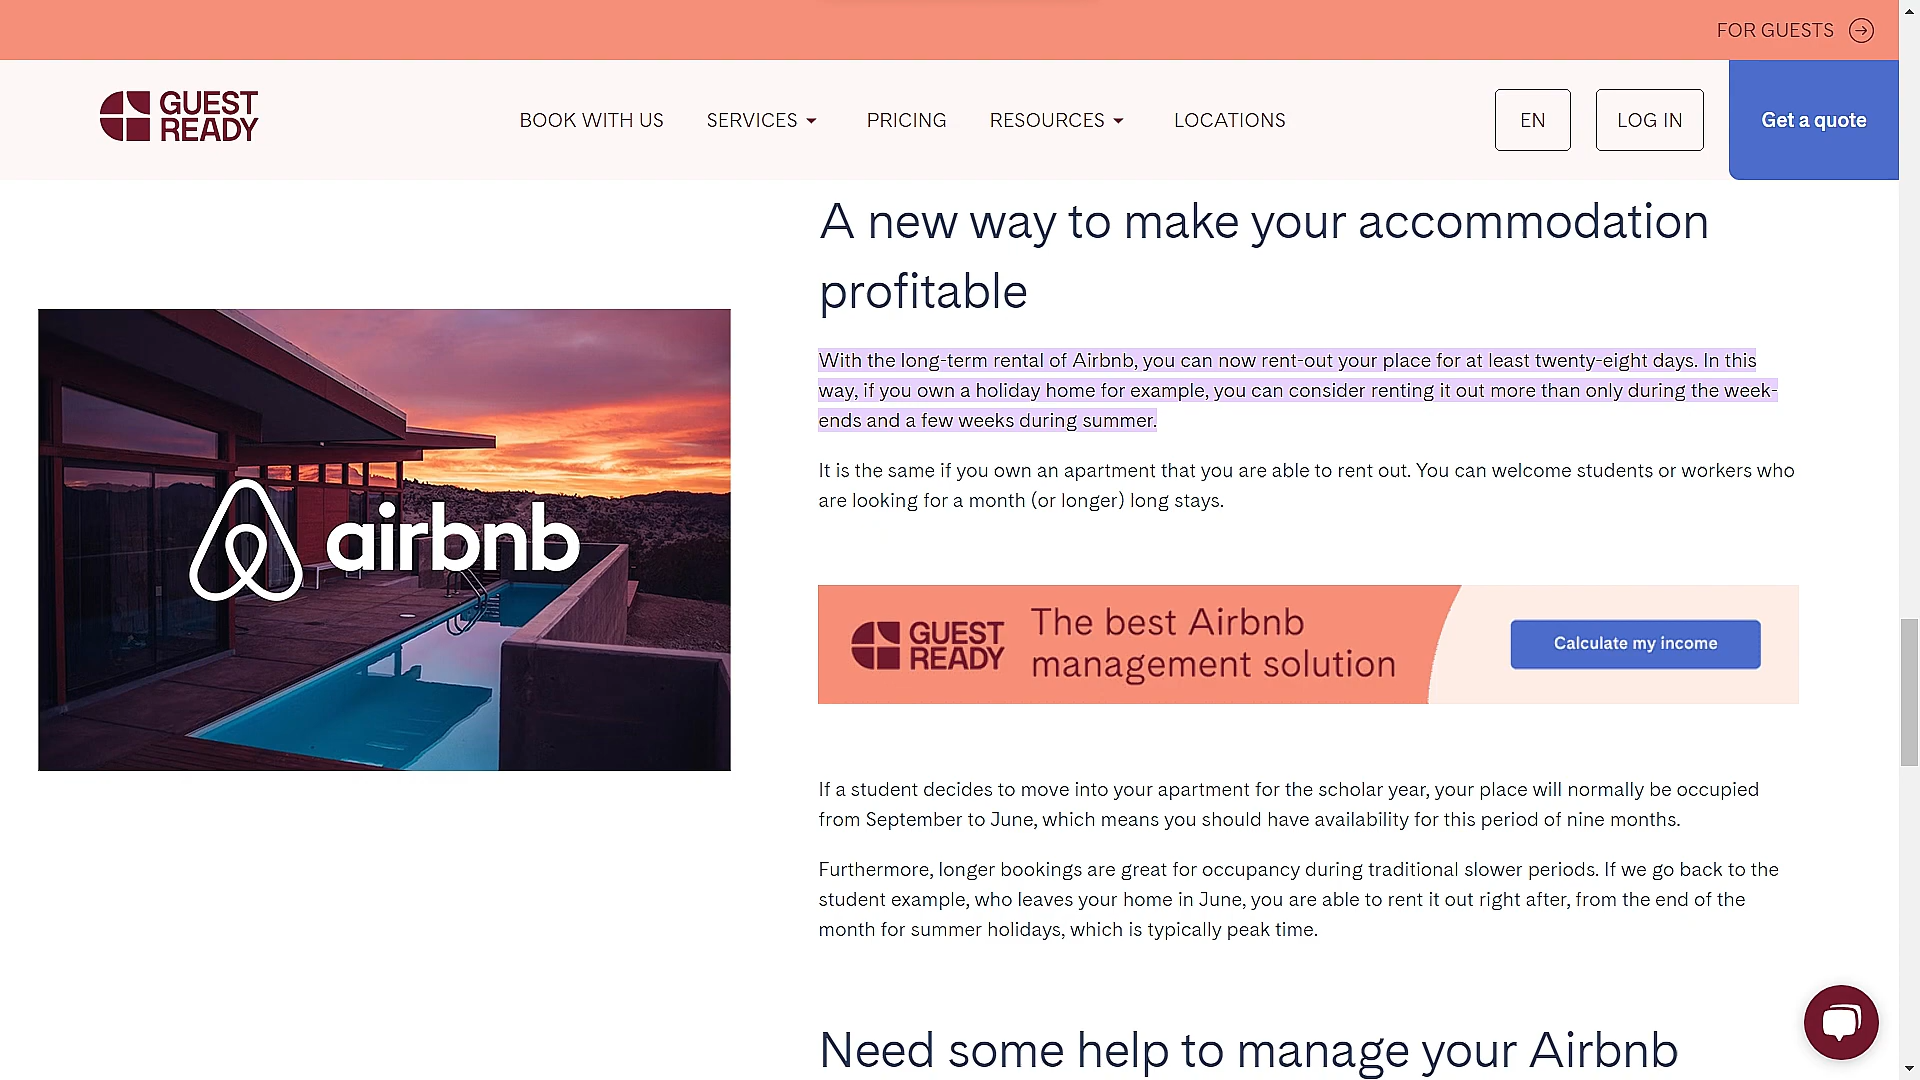 FOR GUESTS
GUEST
READY
BOOK WITH US
SERVICES
PRICING
RESOURCES
LOCATIONS
EN
LOG IN
Get a quote
A new way to make your accommodation
profitable
airbnb
With the long-term rental of Airbnb, you can now rent-out your place for at least twenty-eight days. In this
way, if you own a holiday home for example, you can consider renting it out more than only during the week-
ends and a few weeks during summer.
It is the same if you own an apartment that you are able to rent out. You can welcome students or workers who
are looking for a month (or longer) long stays.
GUEST
READY
The best Airbnb
management solution
Calculate my income
If a student decides to move into your apartment for the scholar year, your place will normally be occupied
from September to June, which means you should have availability for this period of nine months.
Furthermore, longer bookings are great for occupancy during traditional slower periods. If we go back to the
student example, who leaves your home in June, you are able to rent it out right after, from the end of the
month for summer holidays, which is typically peak time.
Need some help to manage your Airbnb